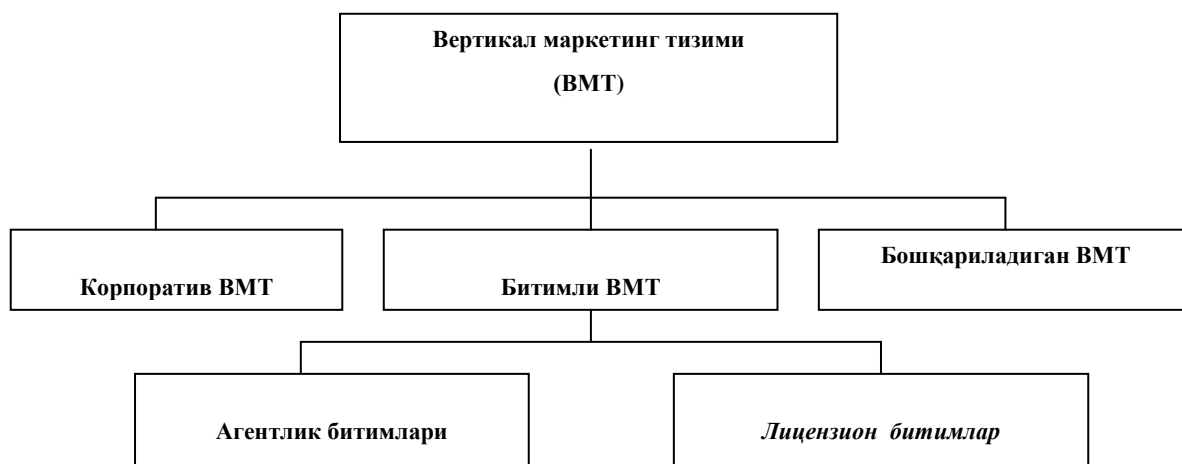 Вертикал маркетинг тизими
(ВМТ)
Корпоратив ВМТ
Битимли ВМТ
Бошқариладиган ВМТ
Агентлик битимлари
Лицензион битимлар